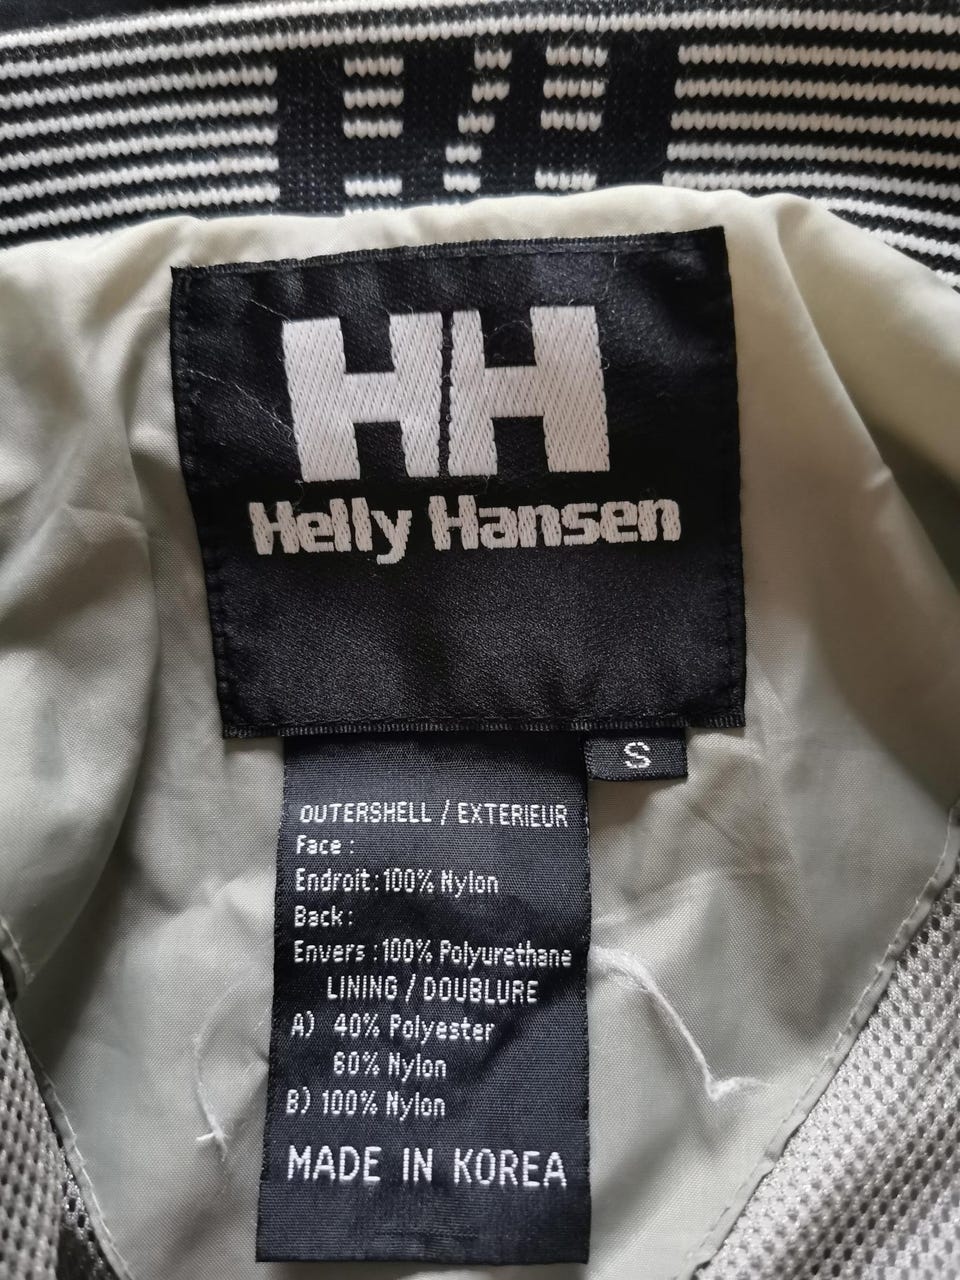 HH
HH
Helly Hansen
S
OUTERSHELL / EXTERIEUR
Face :
Endroit : 100% Nylon
Back :
Envers : 100% Polyurethane
LINING / DOUBLURE
A) 40% Polyester
60% Nylon
B) 100% Nylon
MADE IN KOREA